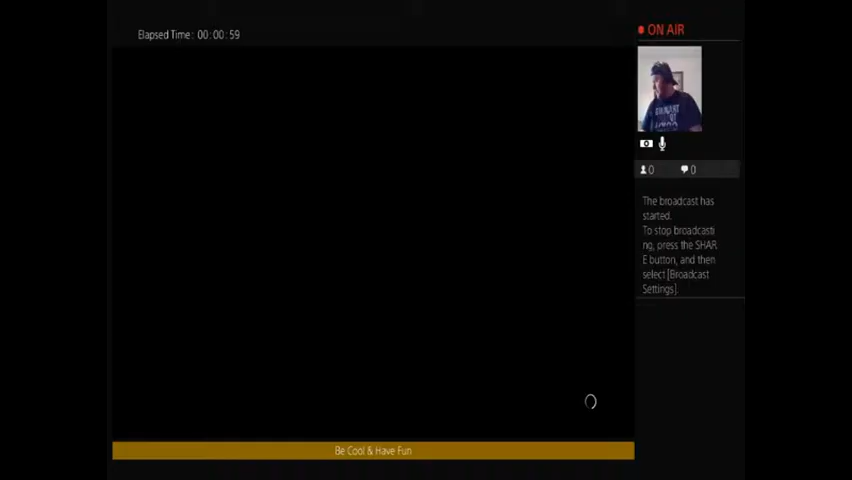 Elapsed Time: 00:00:59
ON AIR
0
0
The broadcast has
started.
To stop broadcasti
ng, press the SHAR
E button, and then
select [Broadcast
Settings].
Be Cool & Have Fun